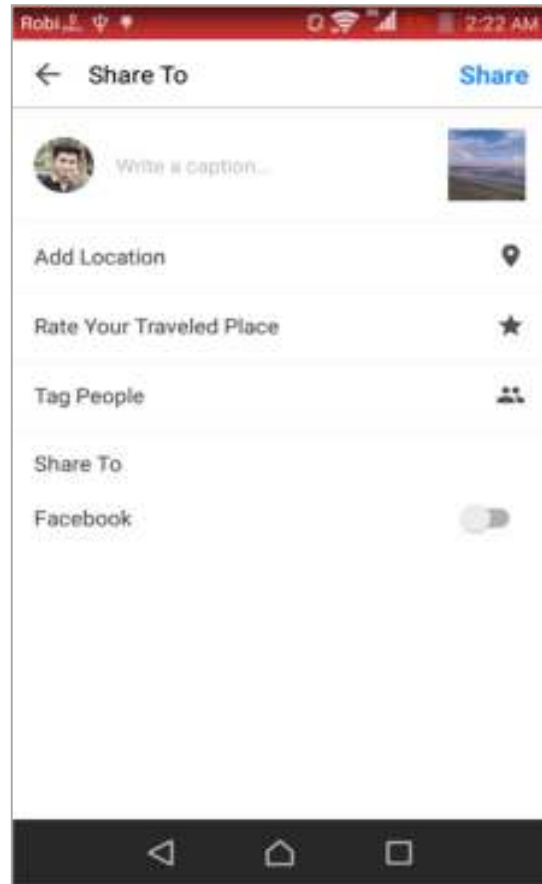 Robi 2:22 AM
Share To Share
Write a caption...
Add Location
Rate Your Traveled Place
Tag People
Share To
Facebook